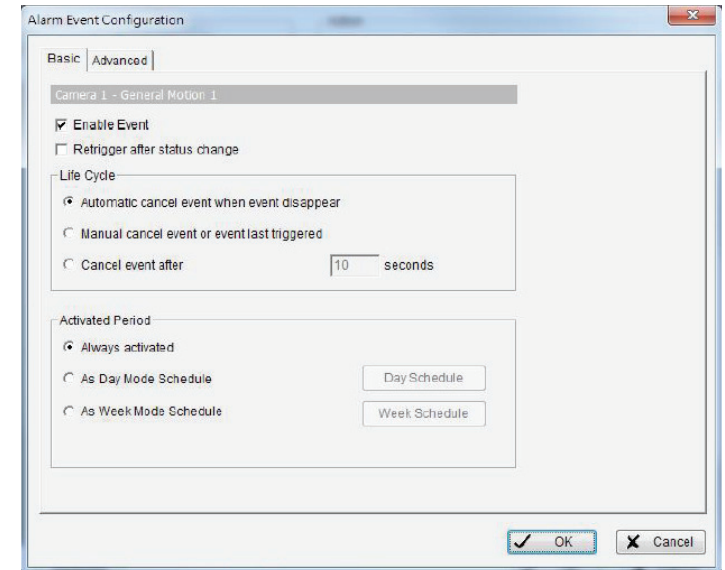 Alarm Event Configuration
Basic Advanced
Camera 1 - General Motion 1
Enable Event
Retrigger after status change
Life Cycle
Automatic cancel event when event disappear
Manual cancel event or event last triggered
Cancel event after 10 seconds
Activated Period
Always activated
As Day Mode Schedule Day Schedule
As Week Mode Schedule Week Schedule
OK Cancel